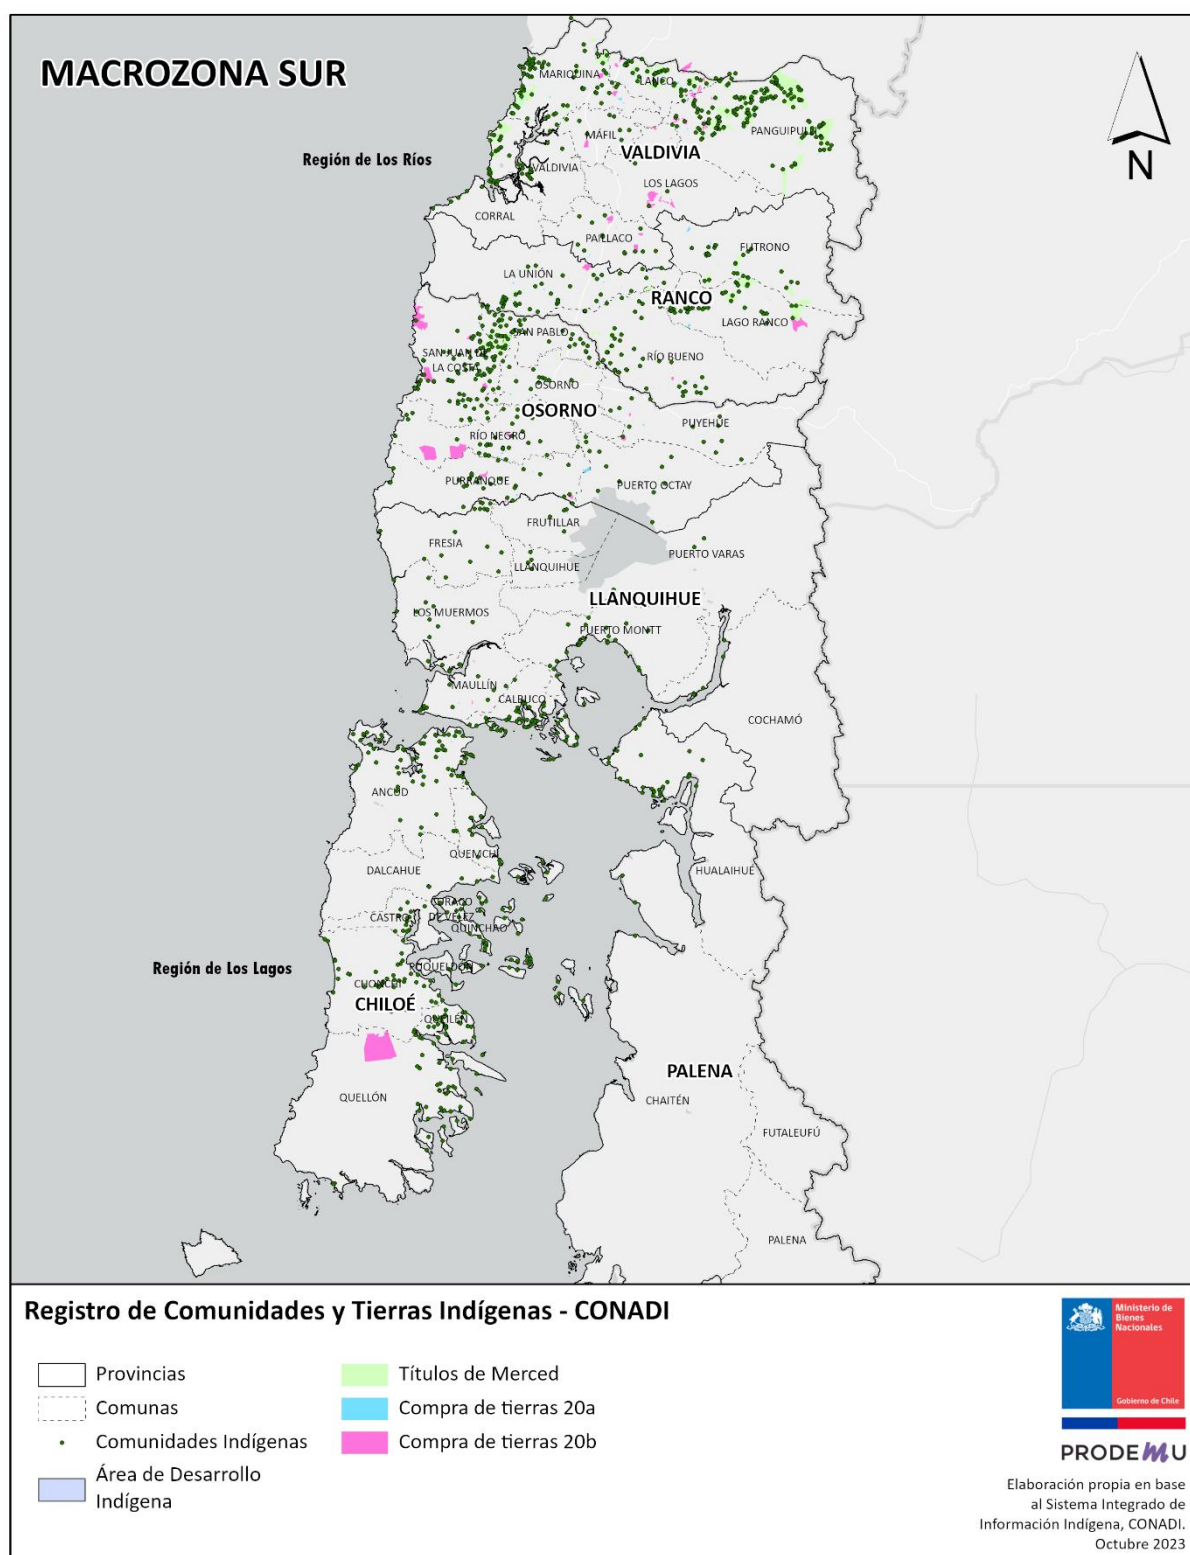 MACROZONA SUR
N
MARIQUINA
LANCO
PANGUIPULLI
MÁFIL
VALDIVIA
Región de Los Ríos
VALDIVIA
LOS LAGOS
CORRAL
PAILLACO
FUTRONO
LA UNIÓN
RANCO
LAGO RANCO
SAN PABLO
SAN JUAN DE
LA COSTA
RÍO BUENO
OSORNO
OSORNO
PUYEHUE
RÍO NEGRO
PURRANQUE
PUERTO OCTAY
FRUTILLAR
FRESIA
PUERTO VARAS
LLANQUIHUE
LLANQUIHUE
LOS MUERMOS
PUERTO MONTT
MAULLÍN
CALBUCO
COCHAMÓ
ANCUD
QUEMCHI
DALCAHUE
HUALAIHUÉ
CURACO
DE VÉLEZ
CASTRO
QUINCHAO
Región de Los Lagos
PUQUELDÓN
CHONCHI
CHILOÉ
QUEILÉN
PALENA
QUELLÓN
CHAITÉN
FUTALEUFÚ
PALENA
Registro de Comunidades y Tierras Indígenas - CONADI
Provincias
Comunas
Comunidades Indígenas
Área de Desarrollo
Indígena
Títulos de Merced
Compra de tierras 20a
Compra de tierras 20b
Ministerio de
Bienes
Nacionales
Gobierno de Chile
PRODEMU
Elaboración propia en base
al Sistema Integrado de
Información Indígena, CONADI.
Octubre 2023